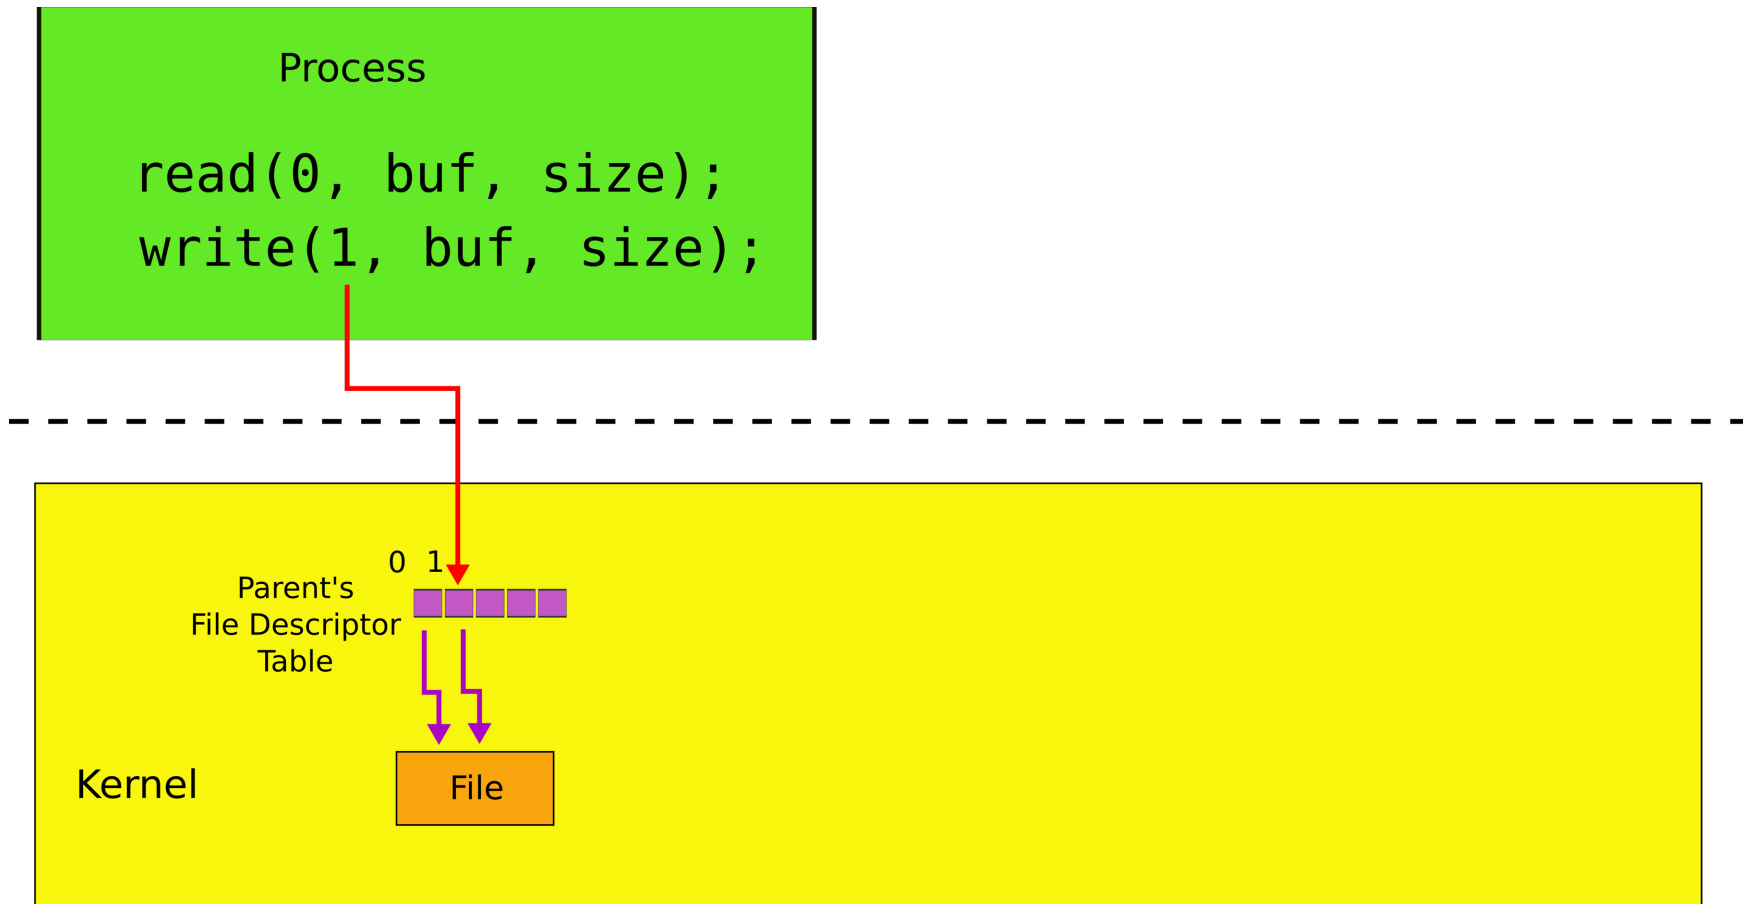 Process
read(0, buf, size);
write(1, buf, size);
0 1
Parent's
File Descriptor
Table
Kernel
File